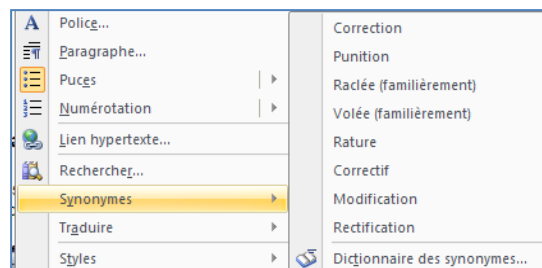 Police...
Paragraphe...
Puces
Numérotation
Lien hypertexte...
Rechercher...
Synonymes
Traduire
Styles
Correction
Punition
Raclée (familièrement)
Volée (familièrement)
Rature
Correctif
Modification
Rectification
Dictionnaire des synonymes...